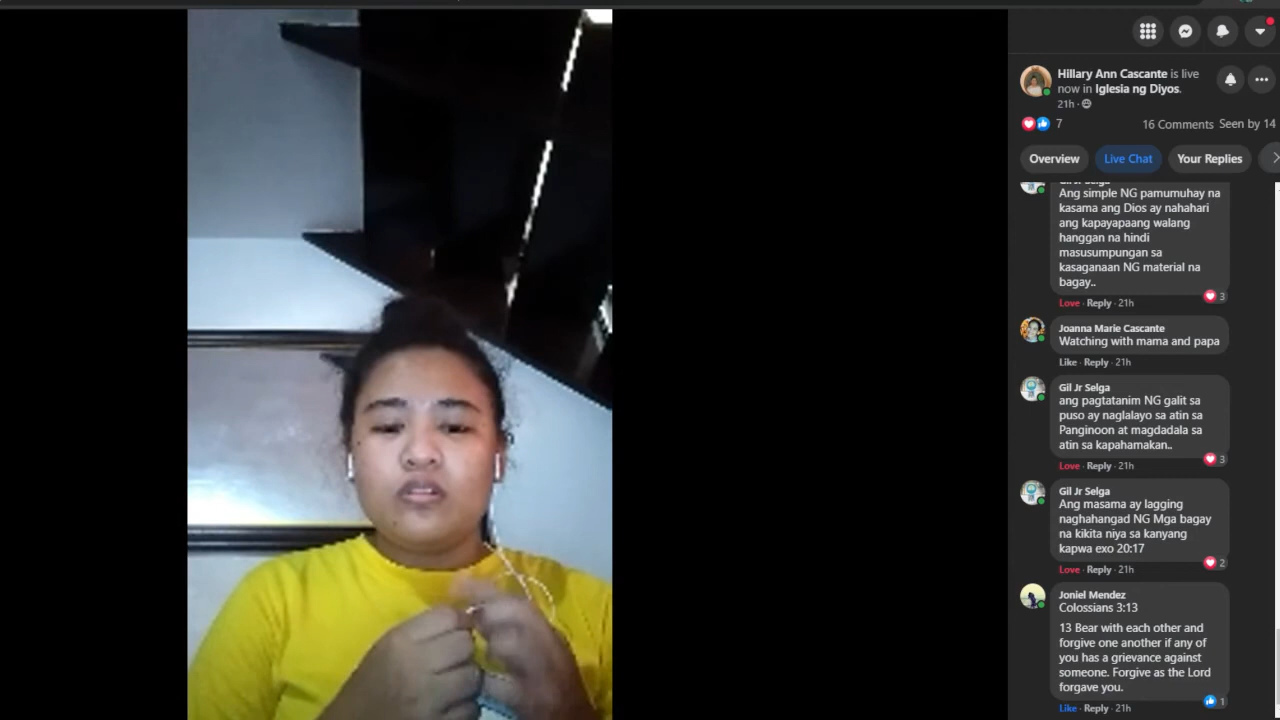 Hillary Ann Cascante is live
now in Iglesia ng Diyos.
21h
7
16 Comments Seen by 14
Overview
Live Chat
Your Replies
Gil Jr Selga
Ang simple NG pamumuhay na
kasama ang Dios ay nahahari
ang kapayapaang walang
hanggan na hindi
masusumpungan sa
kasaganaan NG material na
bagay..
Love · Reply · 21h
3
Joanna Marie Cascante
Watching with mama and papa
Like · Reply · 21h
Gil Jr Selga
ang pagtatanim NG galit sa
puso ay naglalayo sa atin sa
Panginoon at magdadala sa
atin sa kapahamakan..
Love · Reply · 21h
3
Gil Jr Selga
Ang masama ay lagging
naghahangad NG Mga bagay
na kikita niya sa kanyang
kapwa exo 20:17
Love · Reply · 21h
2
Joniel Mendez
Colossians 3:13
13 Bear with each other and
forgive one another if any of
you has a grievance against
someone. Forgive as the Lord
forgave you.
Like · Reply · 21h
1